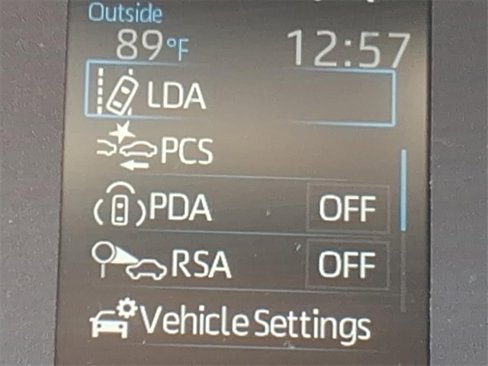 Outside
89°F 12:57
LDA
PCS
PDA OFF
RSA OFF
Vehicle Settings